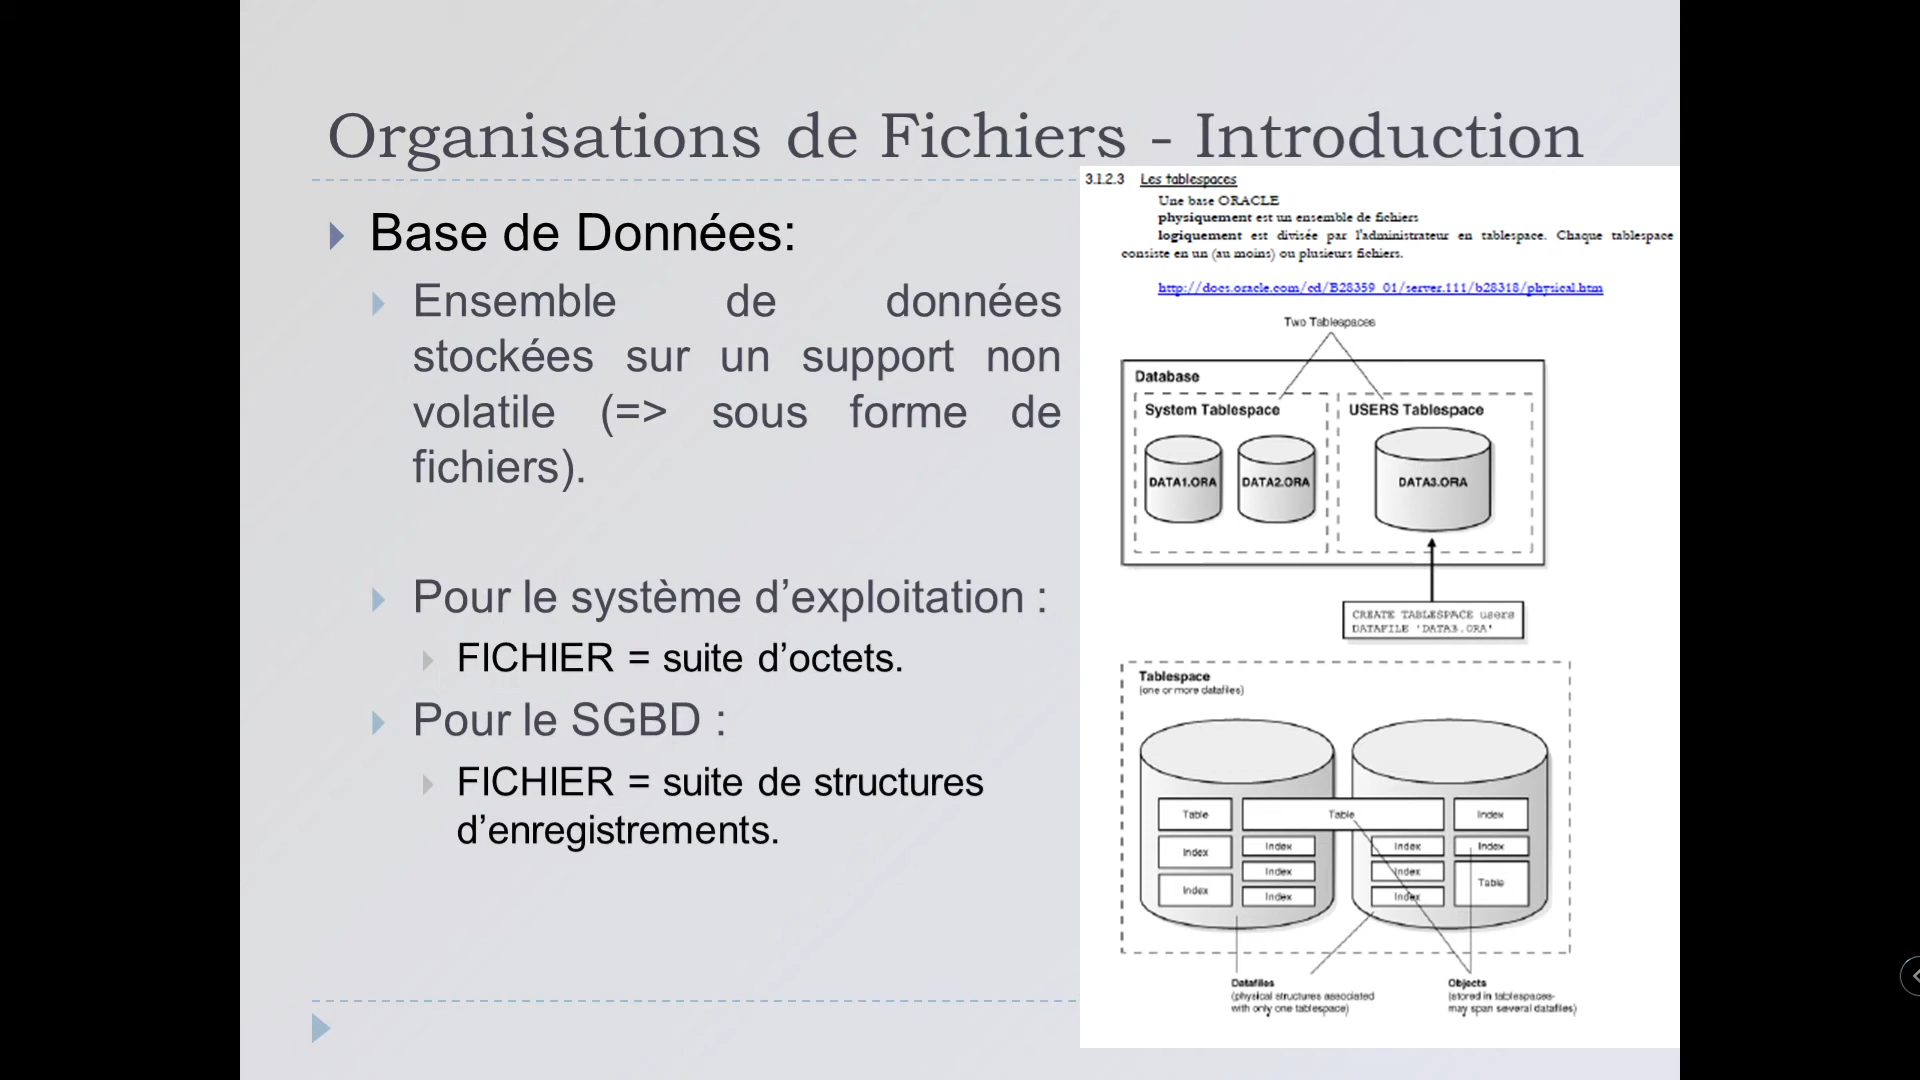 Organisations de Fichiers - Introduction
Base de Données:
Ensemble de données
stockées sur un support non
volatile (=> sous forme de
fichiers).
Pour le système d’exploitation :
FICHIER = suite d’octets.
Pour le SGBD :
FICHIER = suite de structures
d’enregistrements.
3.1.2.3 Les tablespaces
Une base ORACLE
physiquement est un ensemble de fichiers
logiquement est divisée par l'administrateur en tablespace. Chaque tablespace
consiste en un (au moins) ou plusieurs fichiers.
http://docs.oracle.com/cd/B28359_01/server.111/b28318/physical.htm
Two Tablespaces
Database
System Tablespace
USERS Tablespace
DATA1.ORA
DATA2.ORA
DATA3.ORA
CREATE TABLESPACE users
DATAFILE 'DATA3.ORA'
Tablespace
(one or more datafiles)
Table
Table
Index
Index
Index
Index
Index
Index
Index
Index
Index
Index
Index
Table
Datafiles
(physical structures associated
with only one tablespace)
Objects
(stored in tablespaces-
may span several datafiles)